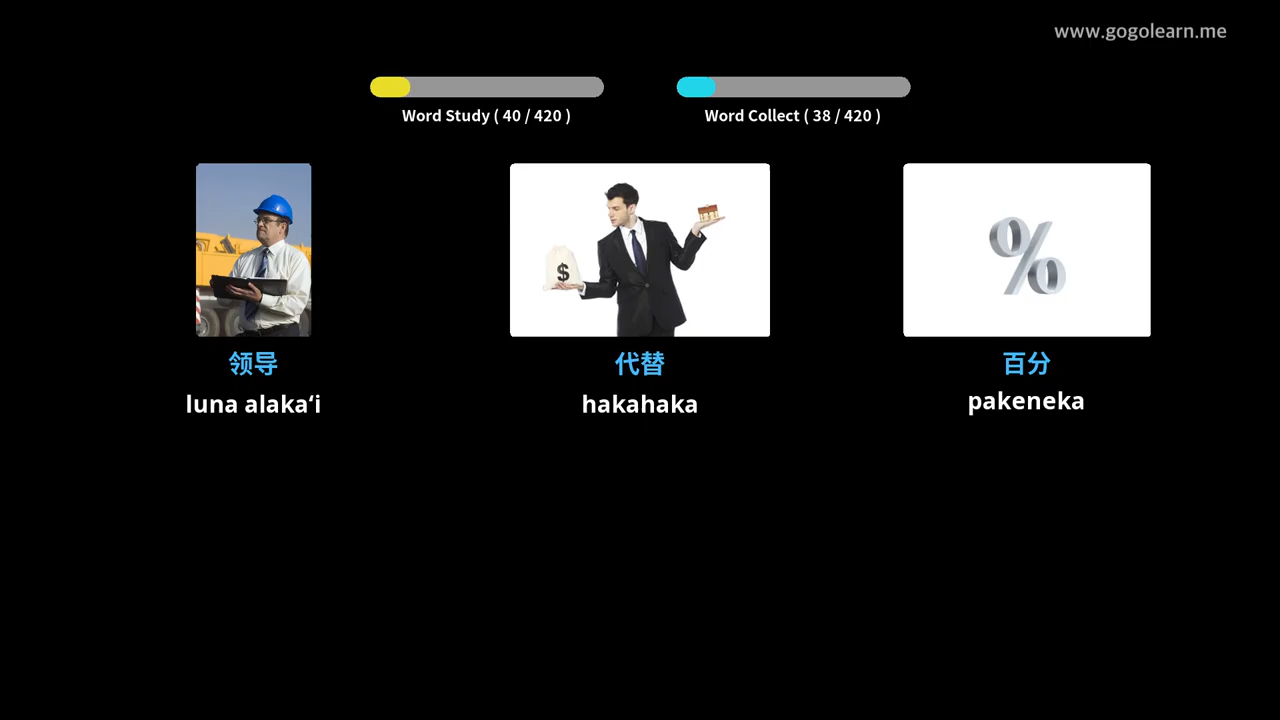 www.gogolearn.me
Word Study ( 40 / 420 )
Word Collect ( 38 / 420 )
$
%
领导
代替
百分
luna alakaʻi
hakahaka
pakeneka